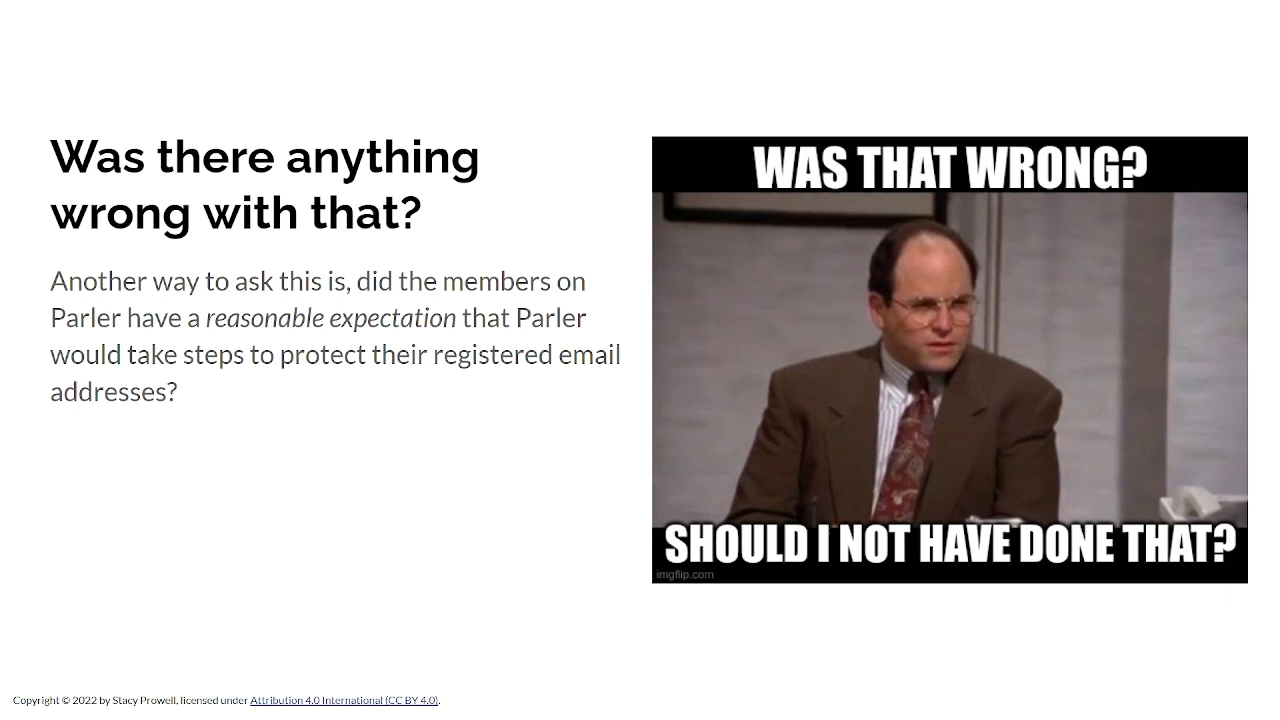 Was there anything
wrong with that?
Another way to ask this is, did the members on
Parler have a reasonable expectation that Parler
would take steps to protect their registered email
addresses?
WAS THAT WRONG?
SHOULD I NOT HAVE DONE THAT?
imgflip.com
Copyright © 2022 by Stacy Prowell, licensed under Attribution 4.0 International (CC BY 4.0).